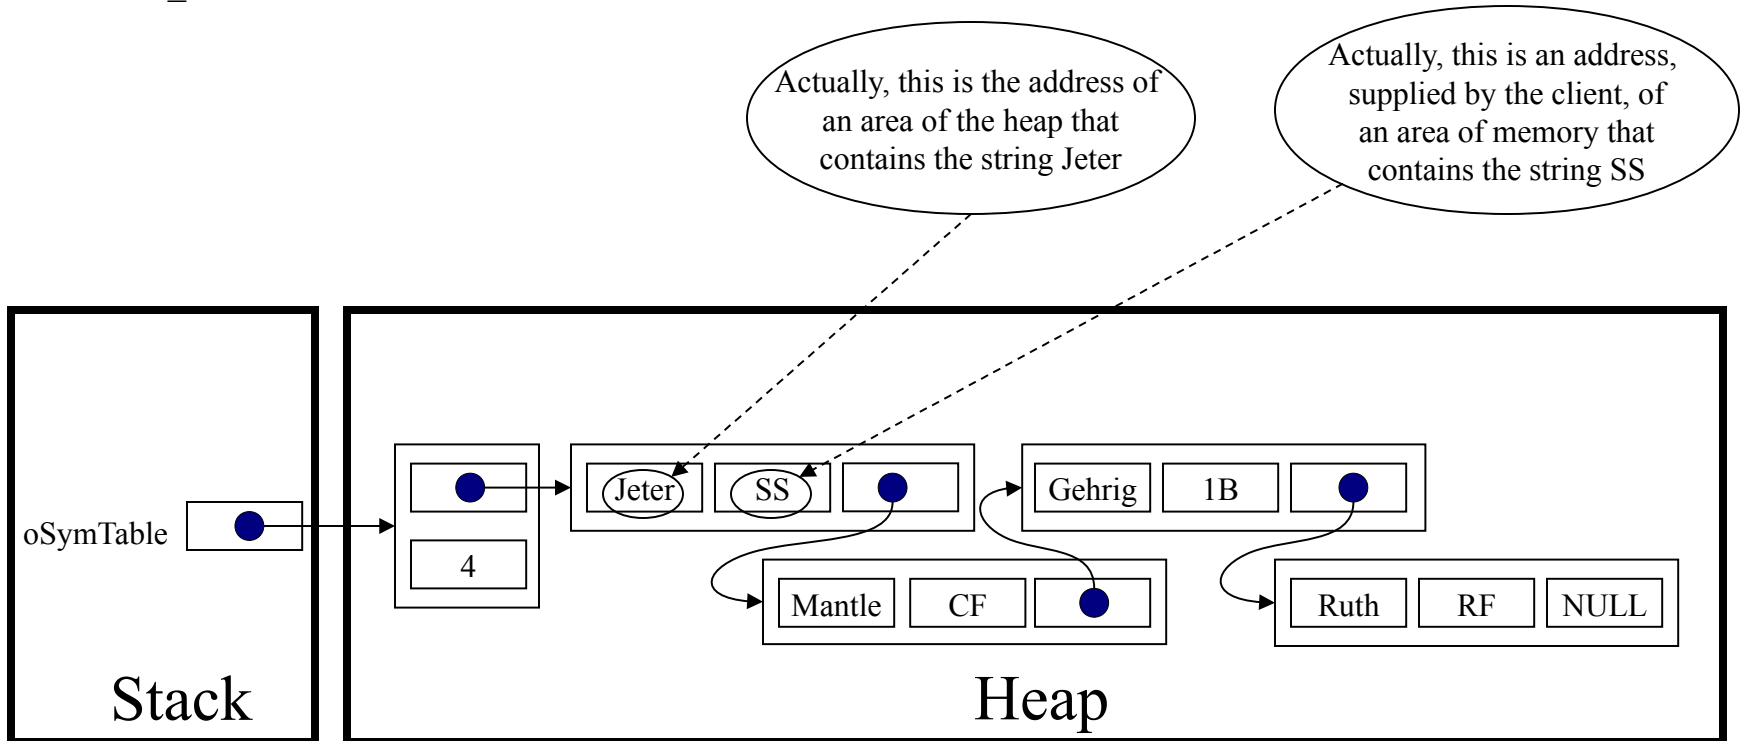 Actually, this is the address of
an area of the heap that
contains the string Jeter
Actually, this is an address,
supplied by the client, of
an area of memory that
contains the string SS
oSymTable
4
Jeter
SS
Gehrig
1B
Mantle
CF
Ruth
RF
NULL
Stack
Heap